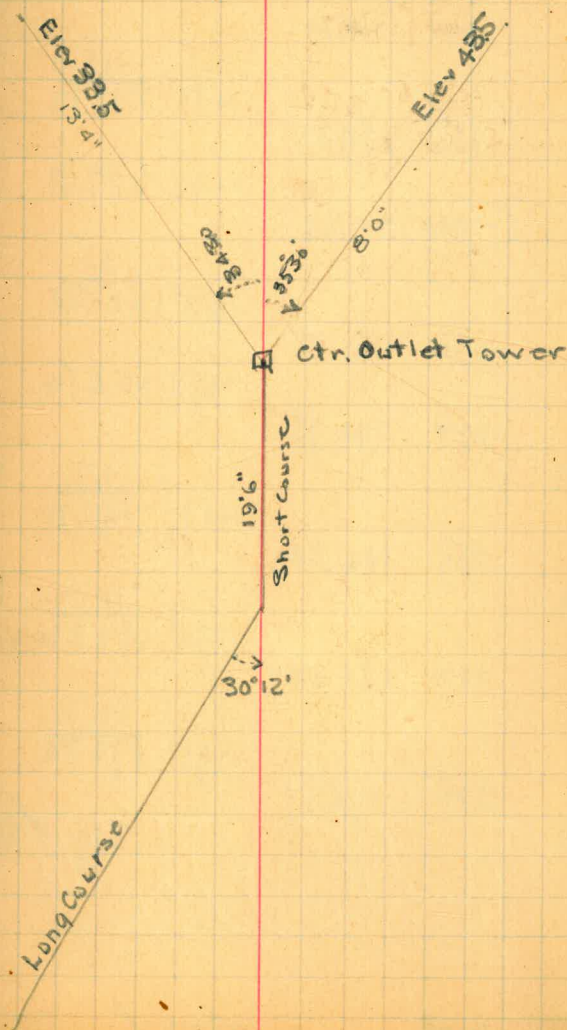 Elev 33.5
13'4"
Elev 43.5
8'0"
Ctr. Outlet Tower
19'6"
Short Course
30°12'
Long Course